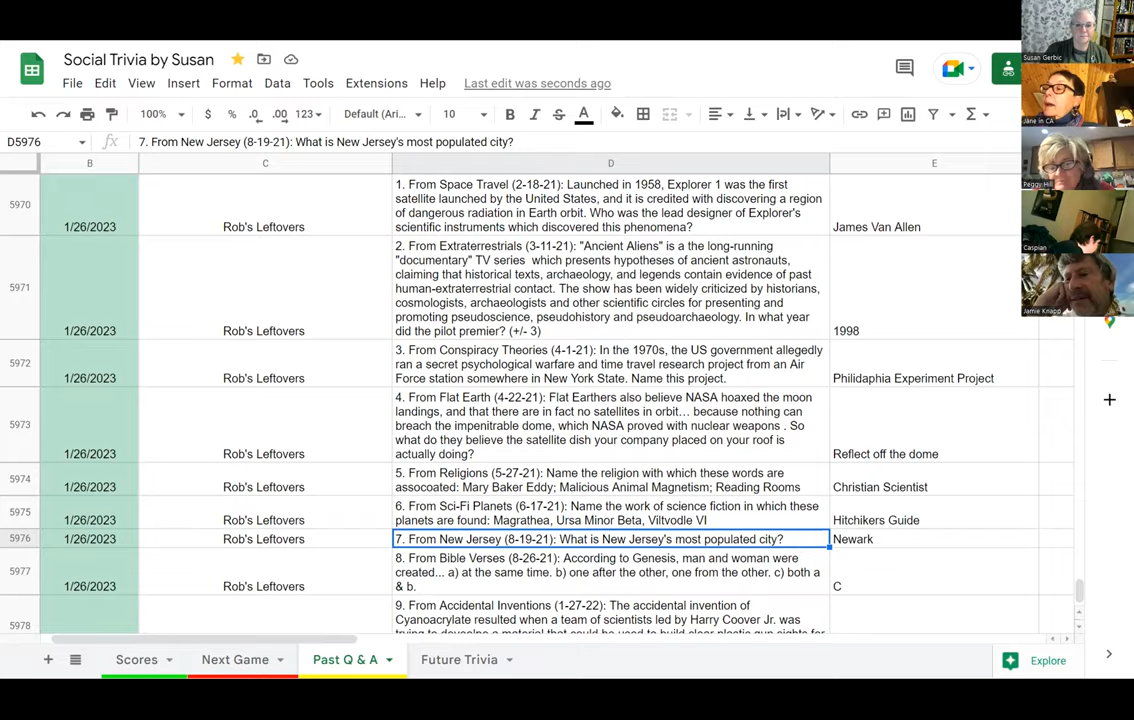 Social Trivia by Susan
File Edit View Insert Format Data Tools Extensions Help Last edit was seconds ago
100% $ % .0 .00 123 Default (Ari... 10 B I S A
D5976 fx 7. From New Jersey (8-19-21): What is New Jersey's most populated city?
B C D E
5970 1/26/2023 Rob's Leftovers
1. From Space Travel (2-18-21): Launched in 1958, Explorer 1 was the first
satellite launched by the United States, and it is credited with discovering a region
of dangerous radiation in Earth orbit. Who was the lead designer of Explorer's
scientific instruments which discovered this phenomena?
James Van Allen
5971 1/26/2023 Rob's Leftovers
2. From Extraterrestrials (3-11-21): "Ancient Aliens" is a the long-running
"documentary" TV series which presents hypotheses of ancient astronauts,
claiming that historical texts, archaeology, and legends contain evidence of past
human-extraterrestrial contact. The show has been widely criticized by historians,
cosmologists, archaeologists and other scientific circles for presenting and
promoting pseudoscience, pseudohistory and pseudoarchaeology. In what year
did the pilot premier? (+/- 3)
1998
5972 1/26/2023 Rob's Leftovers
3. From Conspiracy Theories (4-1-21): In the 1970s, the US government allegedly
ran a secret psychological warfare and time travel research project from an Air
Force station somewhere in New York State. Name this project.
Philidaphia Experiment Project
5973 1/26/2023 Rob's Leftovers
4. From Flat Earth (4-22-21): Flat Earthers also believe NASA hoaxed the moon
landings, and that there are in fact no satellites in orbit… because nothing can
breach the impenitrable dome, which NASA proved with nuclear weapons . So
what do they believe the satellite dish your company placed on your roof is
actually doing?
Reflect off the dome
5974 1/26/2023 Rob's Leftovers
5. From Religions (5-27-21): Name the religion with which these words are
assocoated: Mary Baker Eddy; Malicious Animal Magnetism; Reading Rooms
Christian Scientist
5975 1/26/2023 Rob's Leftovers
6. From Sci-Fi Planets (6-17-21): Name the work of science fiction in which these
planets are found: Magrathea, Ursa Minor Beta, Viltvodle VI
Hitchikers Guide
5976 1/26/2023 Rob's Leftovers
7. From New Jersey (8-19-21): What is New Jersey's most populated city?
Newark
5977 1/26/2023 Rob's Leftovers
8. From Bible Verses (8-26-21): According to Genesis, man and woman were
created... a) at the same time. b) one after the other, one from the other. c) both a
& b.
C
5978
9. From Accidental Inventions (1-27-22): The accidental invention of
Cyanoacrylate resulted when a team of scientists led by Harry Coover Jr. was
trying to develope a material that could be used to build clear plastic gun sights for
Scores Next Game Past Q & A Future Trivia Explore
Susan Gerbic
Jane in CA
Peggy Hill
Caspian
Jamie Knapp